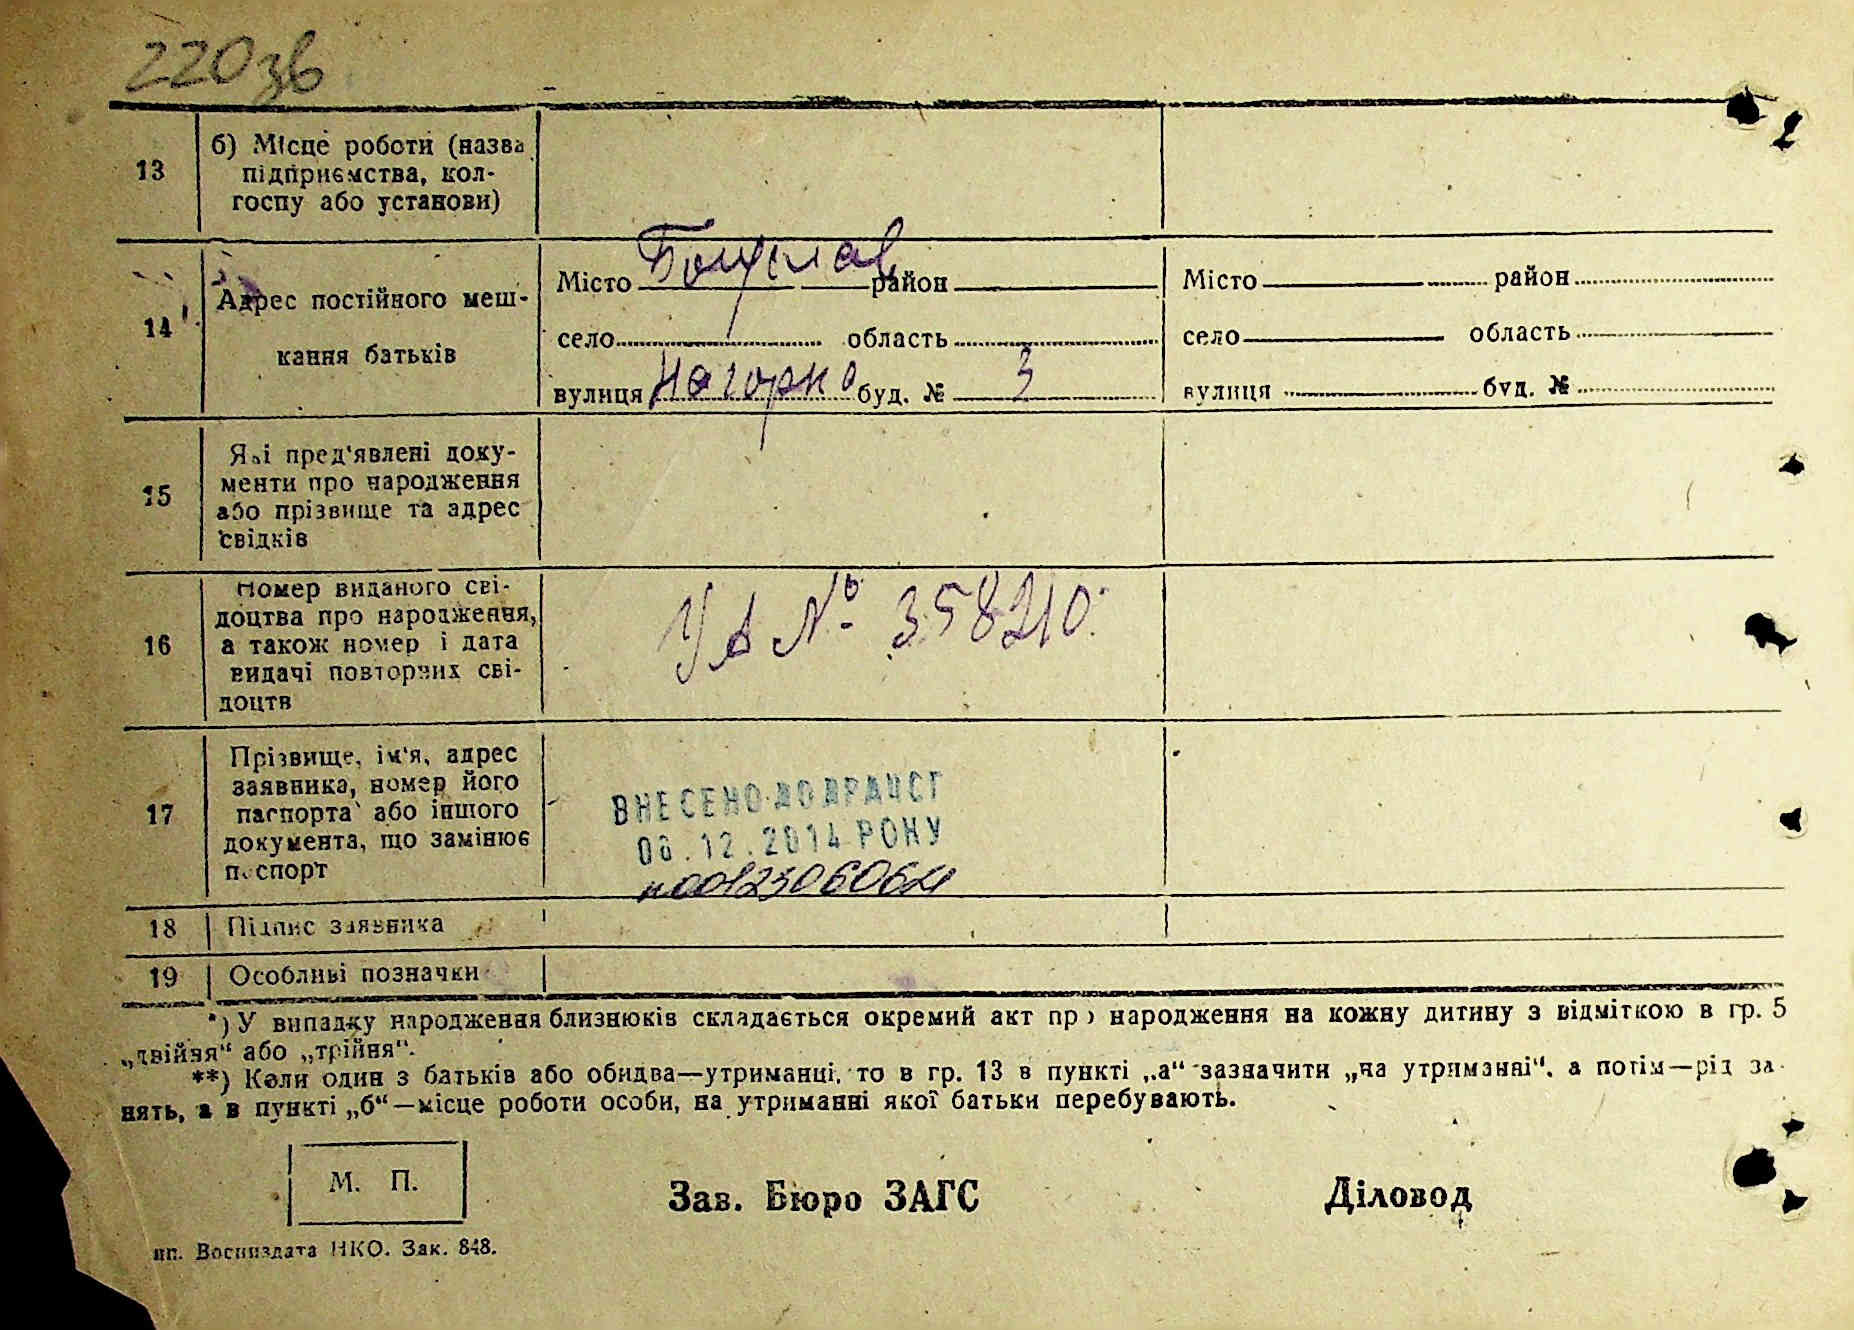 220зв
2
13 б) Місце роботи (назва
підприємства, кол-
госпу або установи)
14 Адрес постійного меш-
кання батьків
Місто Богуслав район Місто район
село область село область
вулиця буд. № 3 вулиця буд. №
15 Які пред'явлені доку-
менти про народження
або прізвище та адрес
свідків
16 Номер виданого сві-
доцтва про народження,
а також номер і дата
видачі повторних сві-
доцтв
УА № 358210
17 Прізвище, ім'я, адрес
заявника, номер його
паспорта або іншого
документа, що замінює
паспорт
ВНЕСЕНО ДО ДРАЦСГ
06.12.2014 РОКУ
18 Підпис заявника
19 Особливі позначки
*) У випадку народження близнюків складається окремий акт про народження на кожну дитину з відміткою в гр. 5
„двійня“ або „трійня“.
**) Коли один з батьків або обидва—утриманці, то в гр. 13 в пункті „а“ зазначити „на утриманні“, а потім—рід за-
нять, а в пункті „б“—місце роботи особи, на утриманні якої батьки перебувають.
М. П.
Зав. Бюро ЗАГС Діловод
ип. Воениздата НКО. Зак. 848.